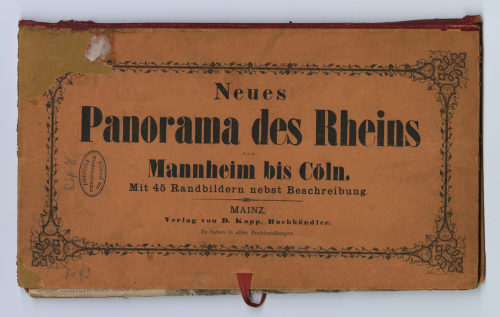 Neues
Panorama des Rheins
von
Mannheim bis Cöln.
Mit 45 Randbildern nebst Beschreibung.
MAINZ.
Verlag von D. Kapp, Buchhändler.
Zu haben in allen Buchhandlungen.